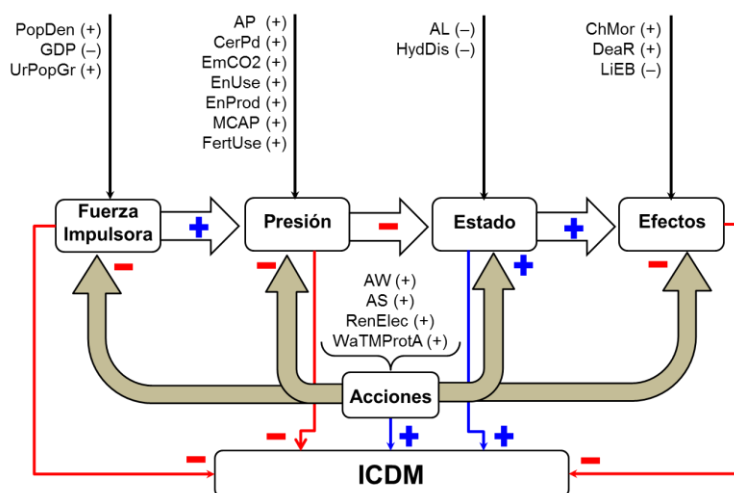 PopDen (+)
GDP (–)
UrPopGr (+)
AP (+)
CerPd (+)
EmCO2 (+)
EnUse (+)
EnProd (+)
MCAP (+)
FertUse (+)
AL (–)
HydDis (–)
ChMor (+)
DeaR (+)
LiEB (–)
Fuerza
Impulsora
+
Presión
–
Estado
+
Efectos
–
–
+
–
AW (+)
AS (+)
RenElec (+)
WaTMProtA (+)
Acciones
–
–
+
+
–
ICDM